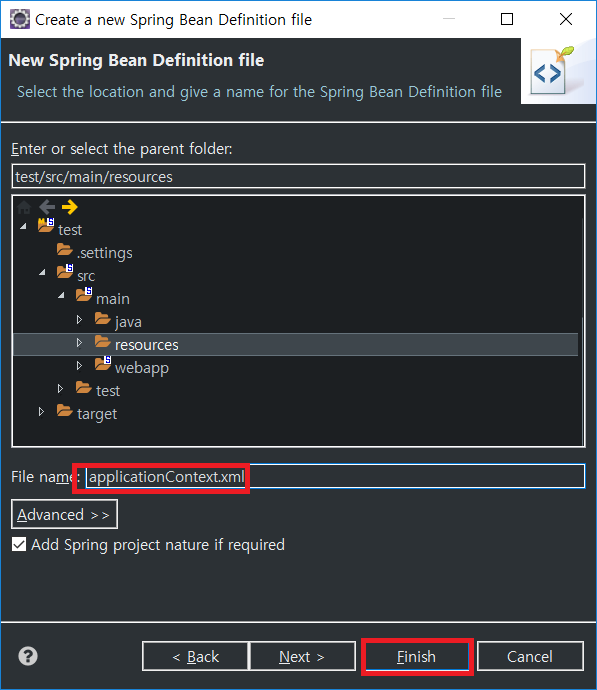 Create a new Spring Bean Definition file
New Spring Bean Definition file
Select the location and give a name for the Spring Bean Definition file
Enter or select the parent folder:
test/src/main/resources
test
.settings
src
main
java
resources
webapp
test
target
File name: applicationContext.xml
Advanced >>
Add Spring project nature if required
< Back Next > Finish Cancel